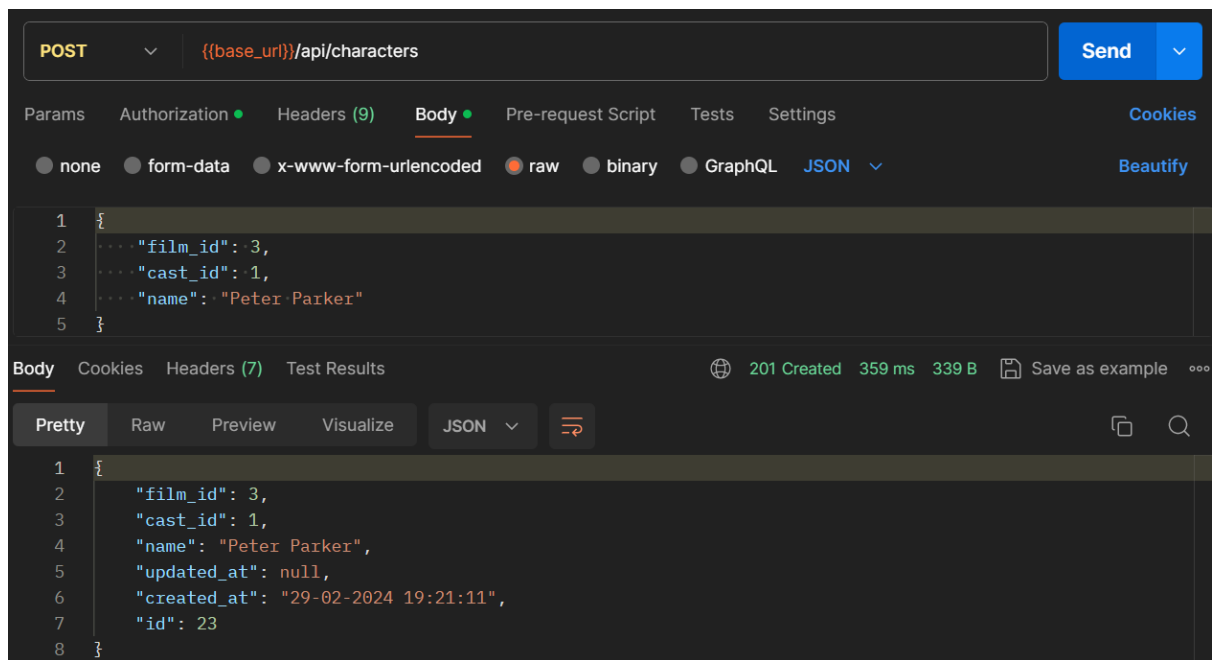 POST {{base_url}}/api/characters Send
Params Authorization Headers (9) Body Pre-request Script Tests Settings Cookies
none form-data x-www-form-urlencoded raw binary GraphQL JSON Beautify
1 {
2 ····"film_id":·3,
3 ····"cast_id":·1,
4 ····"name":·"Peter·Parker"
5 }
Body Cookies Headers (7) Test Results 201 Created 359 ms 339 B Save as example
Pretty Raw Preview Visualize JSON
1 {
2     "film_id": 3,
3     "cast_id": 1,
4     "name": "Peter Parker",
5     "updated_at": null,
6     "created_at": "29-02-2024 19:21:11",
7     "id": 23
8 }